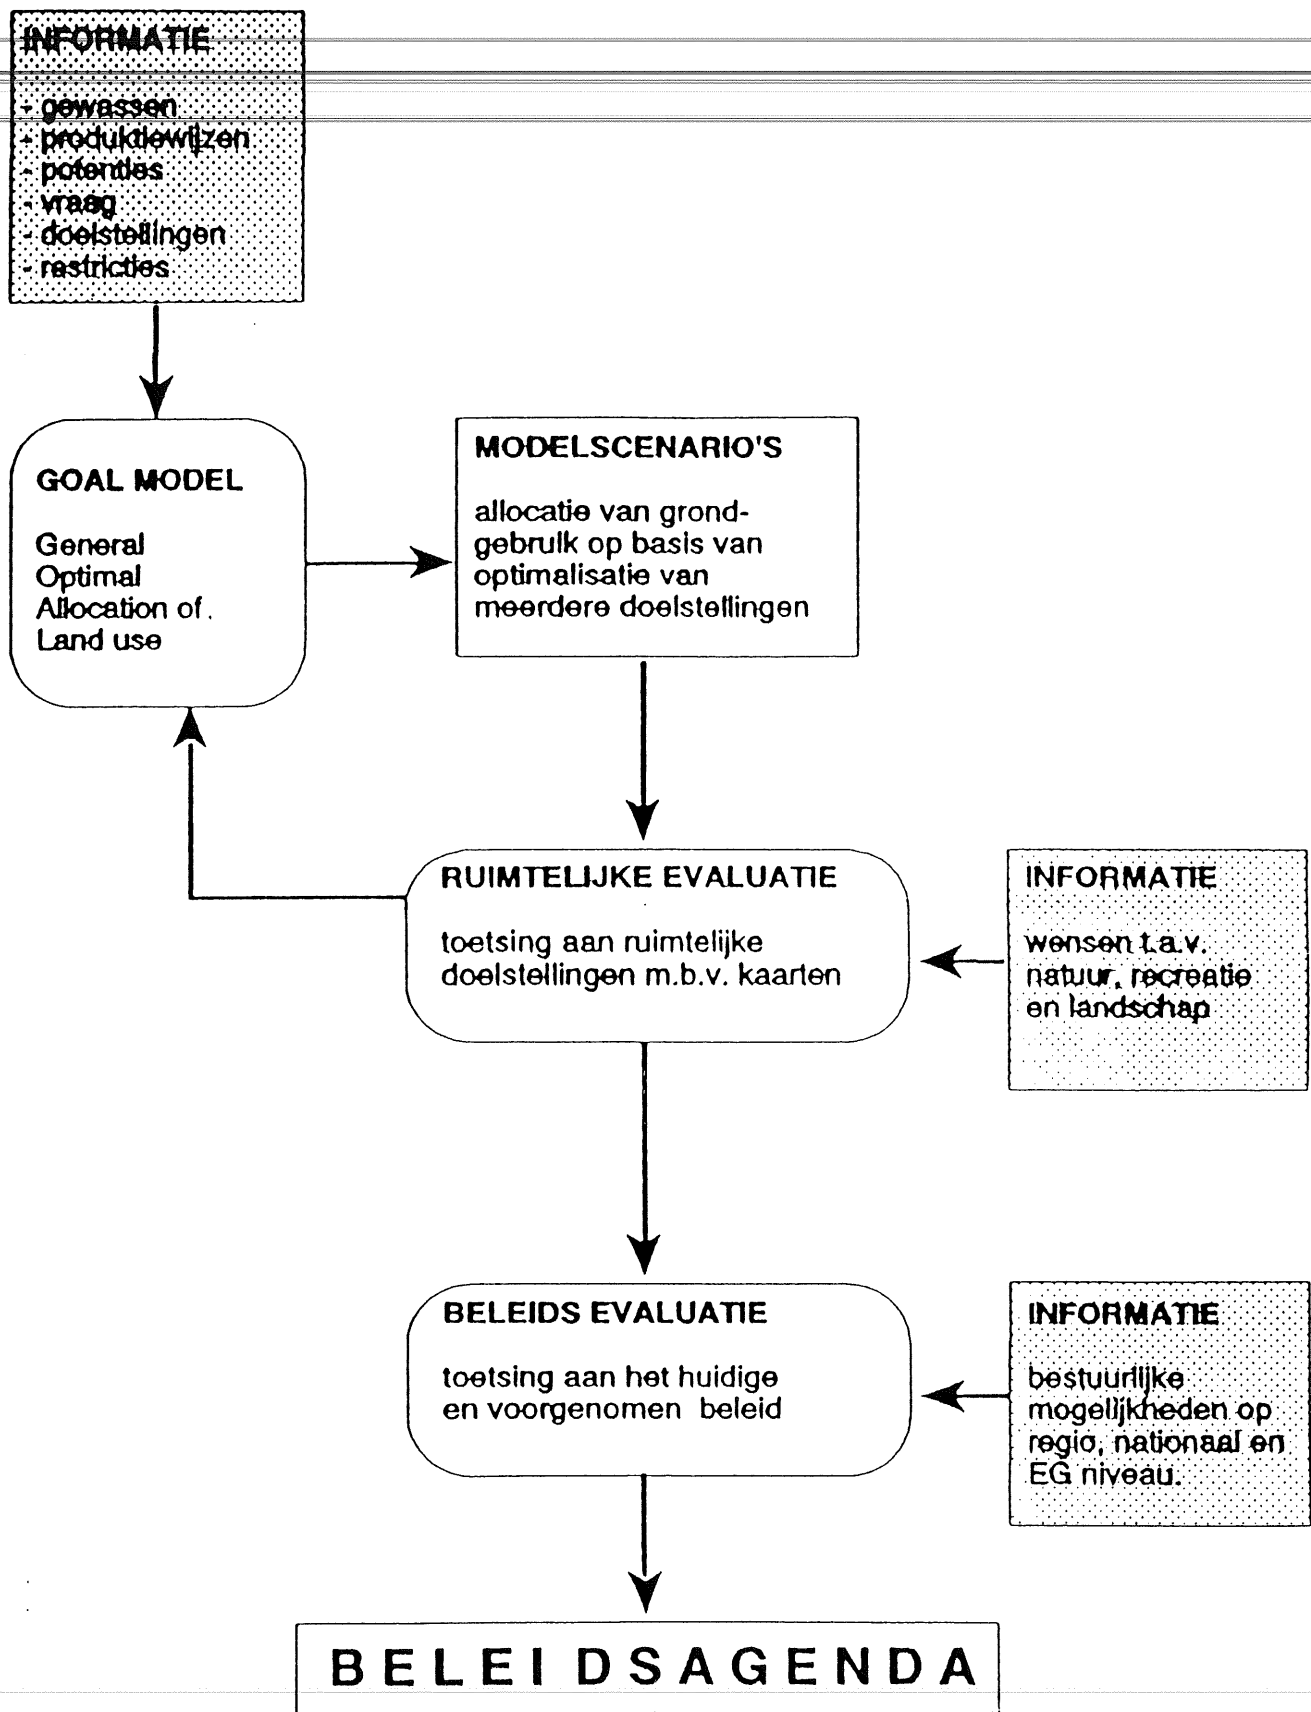 INFORMATIE
- gewassen
- produktiewijzen
- potenties
- vraag
- doelstellingen
- restricties
GOAL MODEL
General
Optimal
Allocation of.
Land use
MODELSCENARIO'S
allocatie van grond-
gebruik op basis van
optimalisatie van
meerdere doelstellingen
RUIMTELIJKE EVALUATIE
toetsing aan ruimtelijke
doelstellingen m.b.v. kaarten
INFORMATIE
wensen t.a.v.
natuur, recreatie
en landschap
BELEIDS EVALUATIE
toetsing aan het huidige
en voorgenomen beleid
INFORMATIE
bestuurlijke
mogelijkheden op
regio, nationaal en
EG niveau.
BELEIDSAGENDA